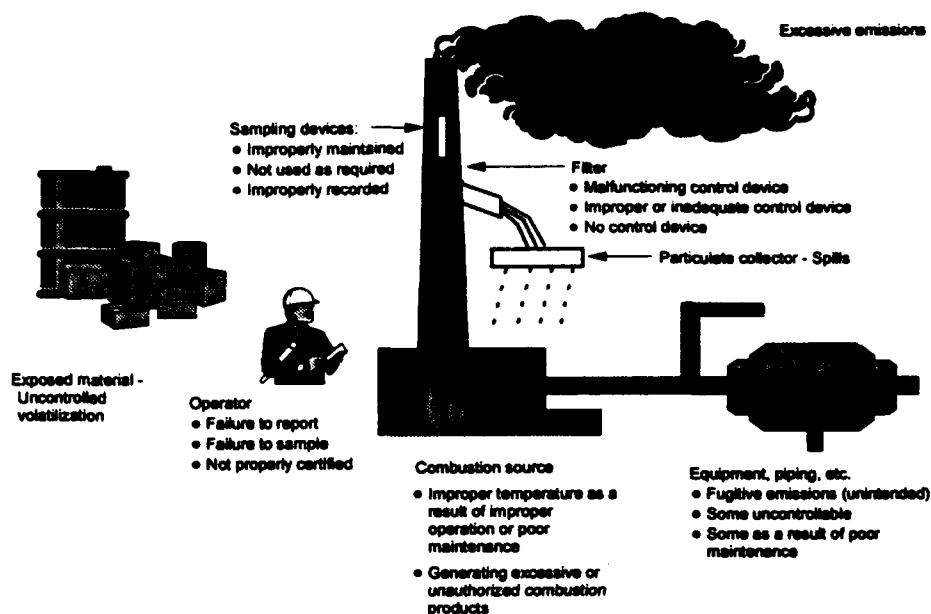 Excessive emissions
Sampling devices:
● Improperly maintained
● Not used as required
● Improperly recorded
Filter
● Malfunctioning control device
● Improper or inadequate control device
● No control device
Particulate collector - Spills
Exposed material -
Uncontrolled
volatilization
Operator
● Failure to report
● Failure to sample
● Not properly certified
Combustion source
● Improper temperature as a
result of improper
operation or poor
maintenance
● Generating excessive or
unauthorized combustion
products
Equipment, piping, etc.
● Fugitive emissions (unintended)
● Some uncontrollable
● Some as a result of poor
maintenance